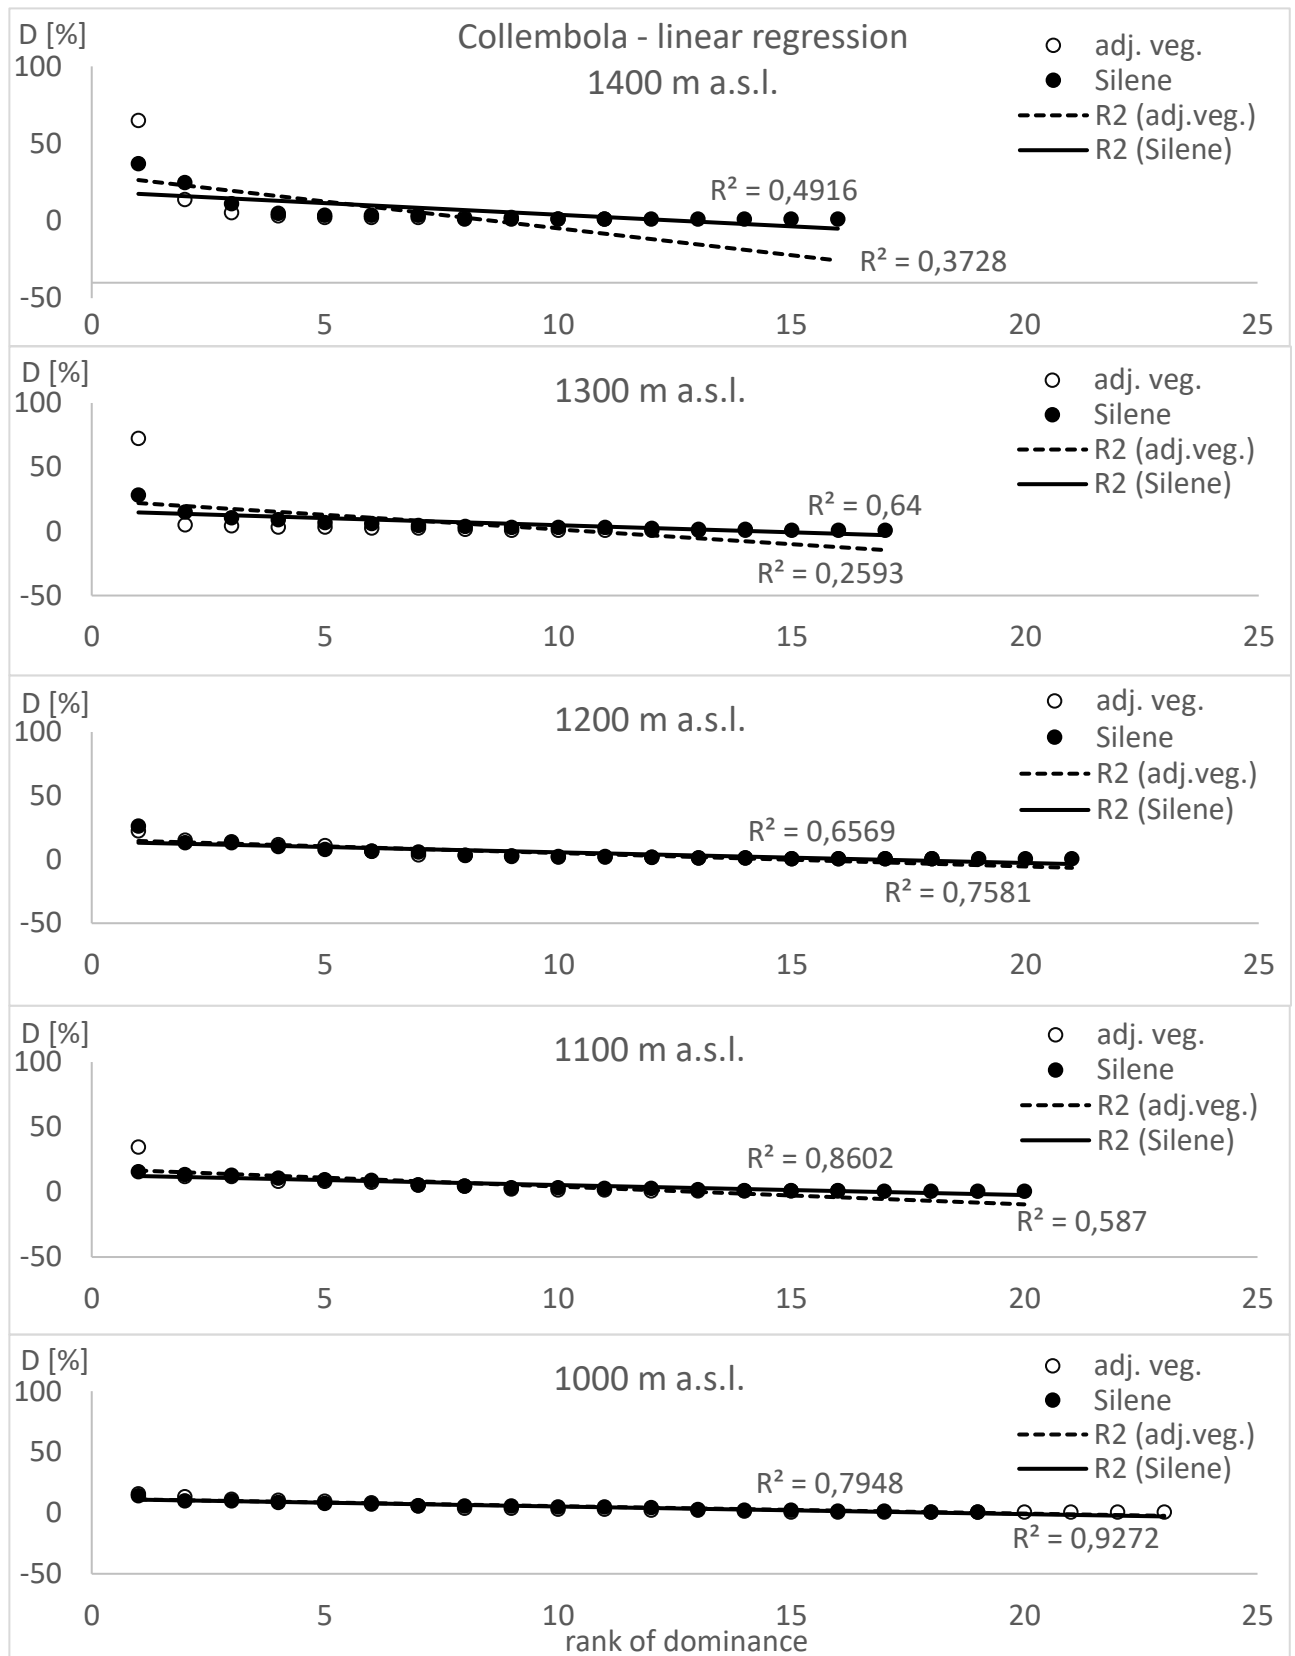 Collembola - linear regression
D [%]
1400 m a.s.l.
adj. veg.
Silene
R2 (adj.veg.)
R2 (Silene)
100
50
0
-50
R² = 0,4916
R² = 0,3728
0 5 10 15 20 25
D [%]
1300 m a.s.l.
adj. veg.
Silene
R2 (adj.veg.)
R2 (Silene)
100
50
0
-50
R² = 0,64
R² = 0,2593
0 5 10 15 20 25
D [%]
1200 m a.s.l.
adj. veg.
Silene
R2 (adj.veg.)
R2 (Silene)
100
50
0
-50
R² = 0,6569
R² = 0,7581
0 5 10 15 20 25
D [%]
1100 m a.s.l.
adj. veg.
Silene
R2 (adj.veg.)
R2 (Silene)
100
50
0
-50
R² = 0,8602
R² = 0,587
0 5 10 15 20 25
D [%]
1000 m a.s.l.
adj. veg.
Silene
R2 (adj.veg.)
R2 (Silene)
100
50
0
-50
R² = 0,7948
R² = 0,9272
0 5 10 15 20 25
rank of dominance